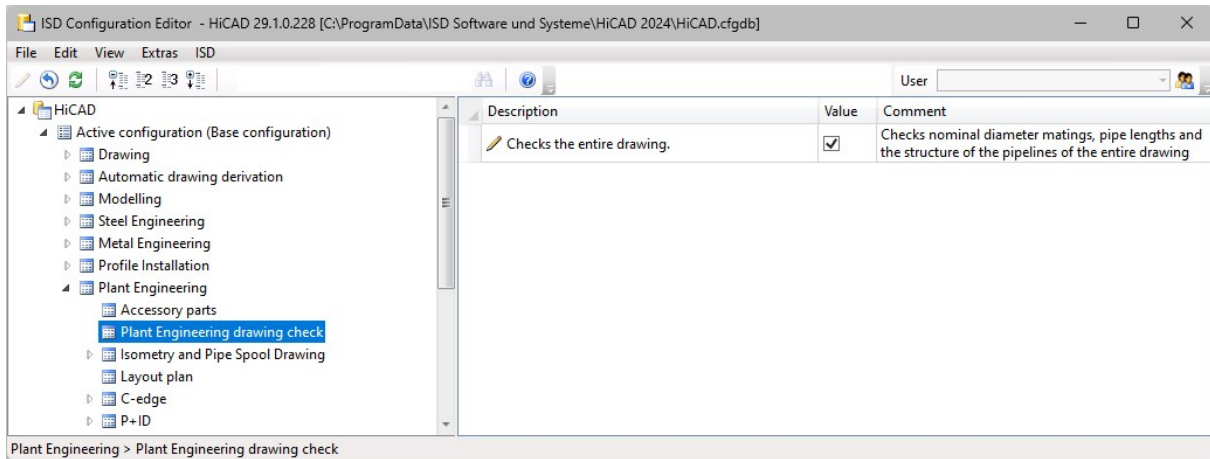 ISD Configuration Editor - HiCAD 29.1.0.228 [C:\ProgramData\ISD Software und Systeme\HiCAD 2024\HiCAD.cfgdb]
File Edit View Extras ISD
2 3 User
HiCAD
Active configuration (Base configuration)
Drawing
Automatic drawing derivation
Modelling
Steel Engineering
Metal Engineering
Profile Installation
Plant Engineering
Accessory parts
Plant Engineering drawing check
Isometry and Pipe Spool Drawing
Layout plan
C-edge
P+ID
Description Value Comment
Checks the entire drawing. Checks nominal diameter matings, pipe lengths and
the structure of the pipelines of the entire drawing
Plant Engineering > Plant Engineering drawing check